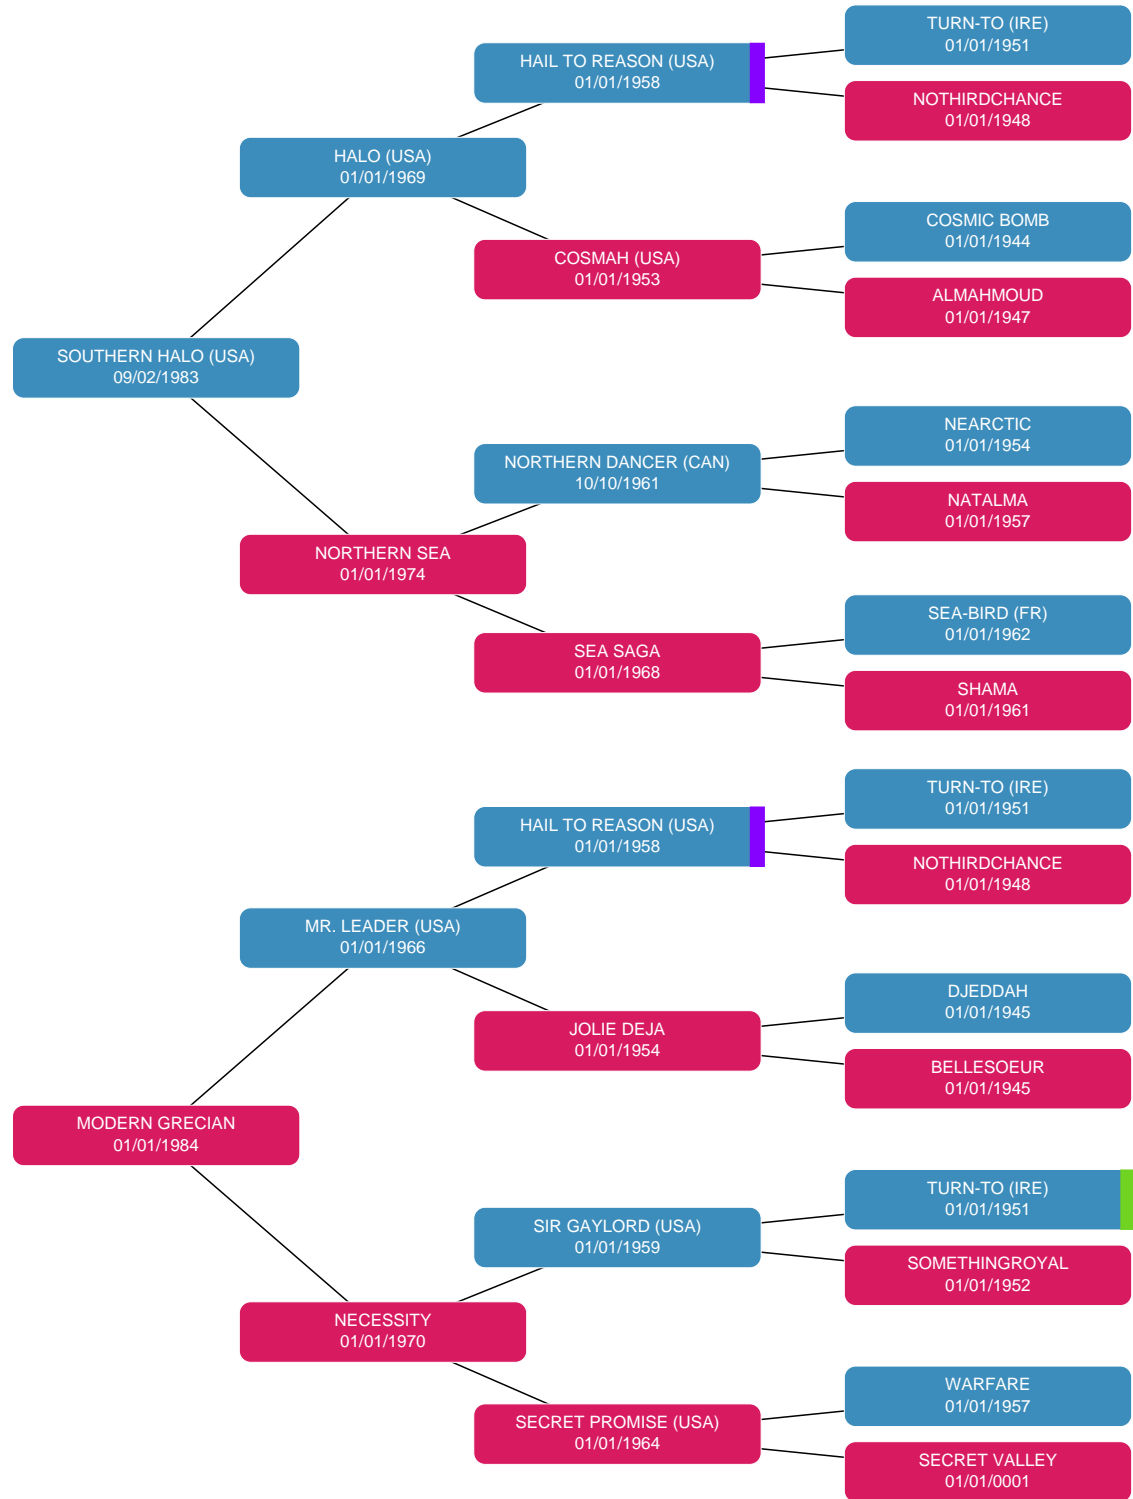 TURN-TO (IRE)
01/01/1951
HAIL TO REASON (USA)
01/01/1958
NOTHIRDCHANCE
01/01/1948
HALO (USA)
01/01/1969
COSMIC BOMB
01/01/1944
COSMAH (USA)
01/01/1953
ALMAHMOUD
01/01/1947
SOUTHERN HALO (USA)
09/02/1983
NEARCTIC
01/01/1954
NORTHERN DANCER (CAN)
10/10/1961
NATALMA
01/01/1957
NORTHERN SEA
01/01/1974
SEA-BIRD (FR)
01/01/1962
SEA SAGA
01/01/1968
SHAMA
01/01/1961
TURN-TO (IRE)
01/01/1951
HAIL TO REASON (USA)
01/01/1958
NOTHIRDCHANCE
01/01/1948
MR. LEADER (USA)
01/01/1966
DJEDDAH
01/01/1945
JOLIE DEJA
01/01/1954
BELLESOEUR
01/01/1945
MODERN GRECIAN
01/01/1984
TURN-TO (IRE)
01/01/1951
SIR GAYLORD (USA)
01/01/1959
SOMETHINGROYAL
01/01/1952
NECESSITY
01/01/1970
WARFARE
01/01/1957
SECRET PROMISE (USA)
01/01/1964
SECRET VALLEY
01/01/0001